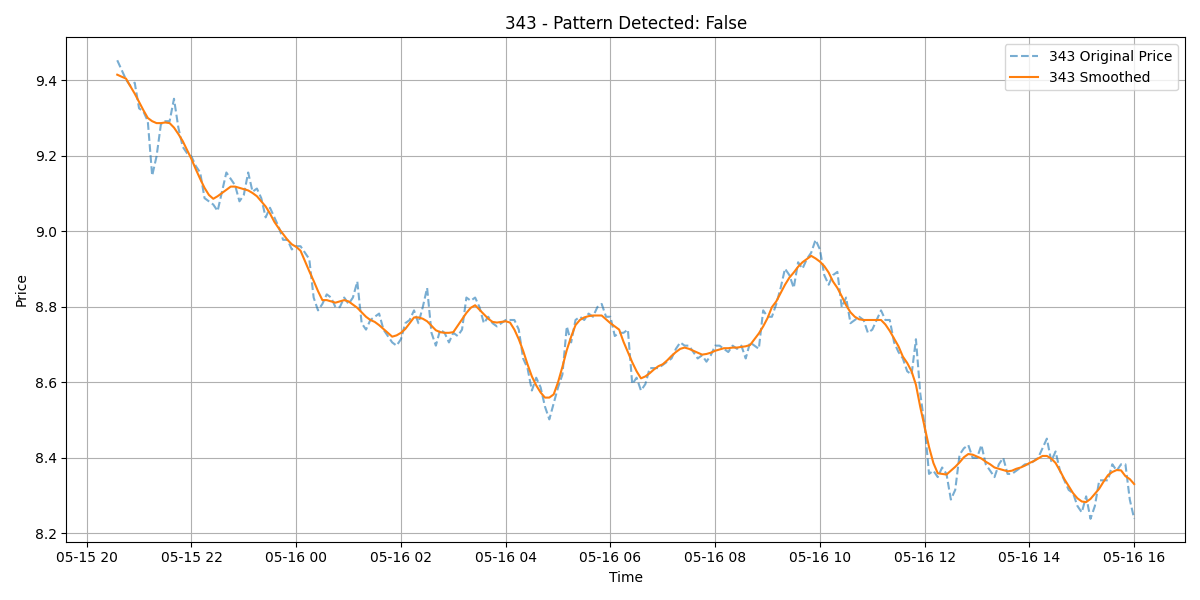 343 - Pattern Detected: False
343 Original Price
343 Smoothed
Price
9.4
9.2
9.0
8.8
8.6
8.4
8.2
05-15 20 05-15 22 05-16 00 05-16 02 05-16 04 05-16 06 05-16 08 05-16 10 05-16 12 05-16 14 05-16 16
Time